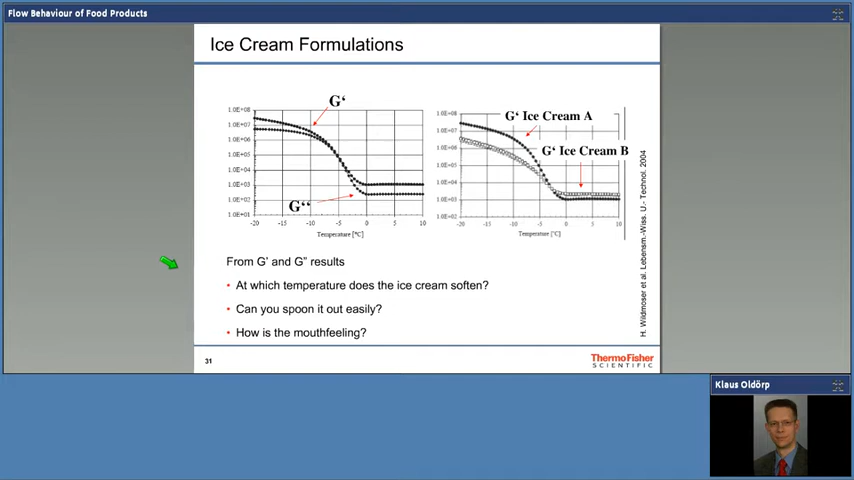 Flow Behaviour of Food Products
Ice Cream Formulations
G‘
G‘‘
1.0E+08
1.0E+07
1.0E+06
1.0E+05
1.0E+04
1.0E+03
1.0E+02
1.0E+01
-20 -15 -10 -5 0 5 10
Temperature [°C]
G‘ Ice Cream A
G‘ Ice Cream B
1.0E+08
1.0E+07
1.0E+06
1.0E+05
1.0E+04
1.0E+03
1.0E+02
-20 -15 -10 -5 0 5 10
Temperature [°C]
H. Wildmoser et al. Lebensm.-Wiss. U.- Technol. 2004
From G' and G" results
• At which temperature does the ice cream soften?
• Can you spoon it out easily?
• How is the mouthfeeling?
31
ThermoFisher
SCIENTIFIC
Klaus Oldörp